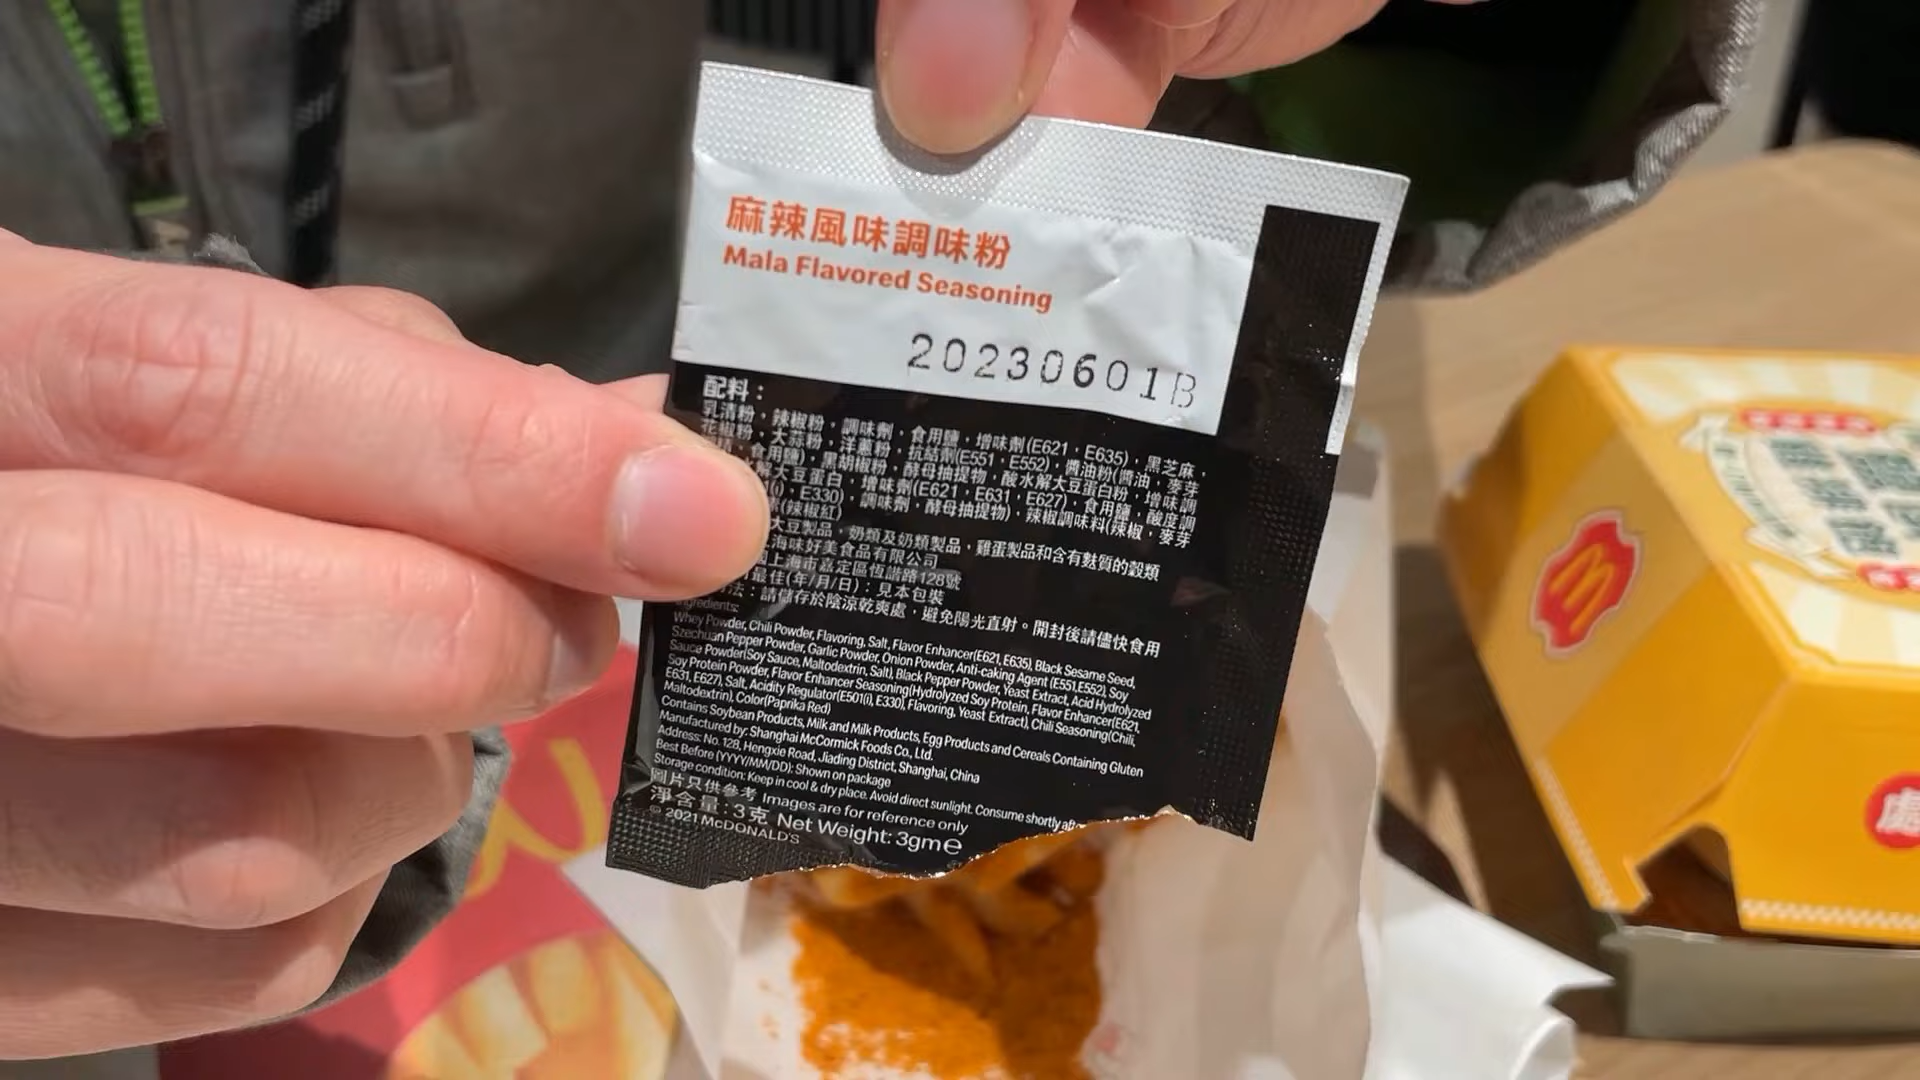 麻辣風味調味粉
Mala Flavored Seasoning
20230601B
配料：
乳清粉，辣椒粉，調味劑，食用鹽，增味劑(E621，E635)，黑芝麻，
花椒粉，大蒜粉，洋蔥粉，抗結劑(E551，E552)，醬油粉(醬油，麥芽
，食用鹽)，黑胡椒粉，酵母抽提物，酸水解大豆蛋白粉，增味調
水解大豆蛋白，增味劑(E621，E631，E627)，食用鹽，酸度調
(i)，E330)，調味劑，酵母抽提物)，辣椒調味料(辣椒，麥芽
(辣椒紅)
大豆製品，奶類及奶類製品，雞蛋製品和含有麩質的穀類
海味好美食品有限公司
上海市嘉定區恆諧路128號
最佳(年/月/日)：見本包裝
法：請儲存於陰涼乾爽處，避免陽光直射。開封後請儘快食用
Ingredients:
Whey Powder, Chili Powder, Flavoring, Salt, Flavor Enhancer(E621, E635), Black Sesame Seed,
Szechuan Pepper Powder, Garlic Powder, Onion Powder, Anti-caking Agent (E551,E552), Soy
Sauce Powder(Soy Sauce, Maltodextrin, Salt), Black Pepper Powder, Yeast Extract, Acid Hydrolyzed
Soy Protein Powder, Flavor Enhancer Seasoning(Hydrolyzed Soy Protein, Flavor Enhancer(E621,
E631, E627), Salt, Acidity Regulator(E501(i), E330), Flavoring, Yeast Extract), Chili Seasoning(Chili,
Maltodextrin), Color(Paprika Red)
Contains Soybean Products, Milk and Milk Products, Egg Products and Cereals Containing Gluten
Manufactured by: Shanghai McCormick Foods Co., Ltd.
Address: No. 128, Hengxie Road, Jiading District, Shanghai, China
Best Before (YYYY/MM/DD): Shown on package
Storage condition: Keep in cool & dry place. Avoid direct sunlight. Consume shortly
圖片只供參考 Images are for reference only
淨含量：3克 Net Weight: 3gm℮
© 2021 McDONALD'S